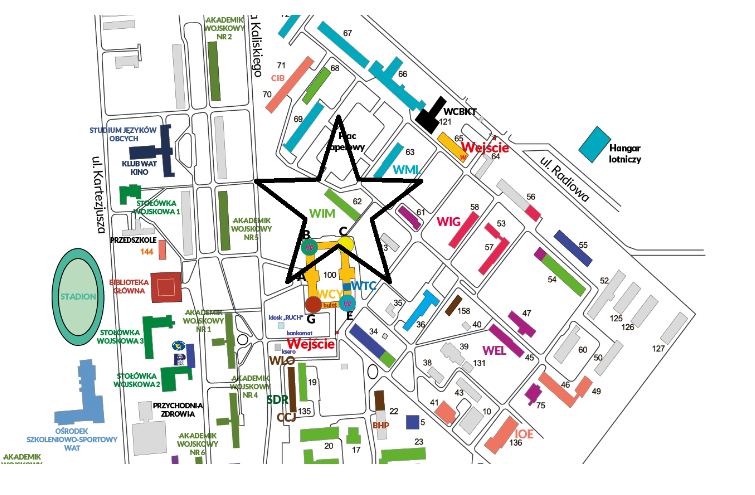 AKADEMIK
WOJSKOWY
NR 2
a Kaliskiego
67
66
68
71
CIB
70
69
WCBKT
121
65
4
Wejście
64
Hangar
lotniczy
ul. Radiowa
STUDIUM JĘZYKÓW
OBCYCH
KLUB WAT
KINO
ul. Kartezjusza
Plac
apelowy
63
WMI
STOŁÓWKA
WOJSKOWA 1
PRZEDSZKOLE
144
AKADEMIK
WOJSKOWY
NR 5
WIM
62
61
WIG
58
56
53
57
55
54
B
C
A
100
WCY
WTC
bufet
G
E
3
BIBLIOTEKA
GŁÓWNA
STADION
AKADEMIK
WOJSKOWY
NR 1
kiosk „RUCH"
bankomat
Wejście
ksero
WLO
35
36
158
40
47
52
125
126
127
34
39
131
WEL
45
60
50
STOŁÓWKA
WOJSKOWA 3
STOŁÓWKA
WOJSKOWA 2
AKADEMIK
WOJSKOWY
NR 4
19
SDR
135
CCJ
38
43
41
10
75
46
49
PRZYCHODNIA
ZDROWIA
22
BHP
5
IOE
136
OŚRODEK
SZKOLENIOWO-SPORTOWY
WAT
AKADEMIK
WOJSKOWY
NR 6
20
17
23
AKADEMIK